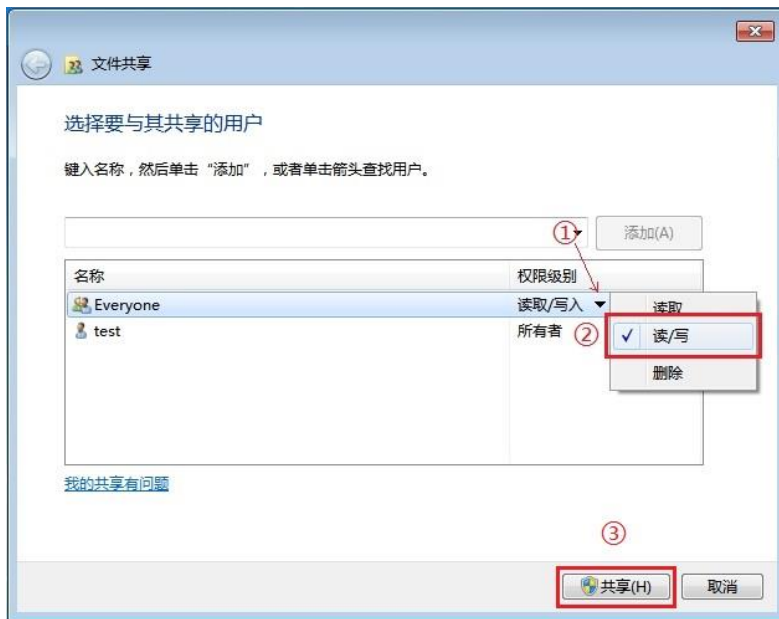 文件共享
选择要与其共享的用户
键入名称，然后单击“添加”，或者单击箭头查找用户。
① 添加(A)
名称 权限级别
Everyone 读取/写入 读取
test 所有者 ② 读/写
删除
我的共享有问题
③
共享(H) 取消